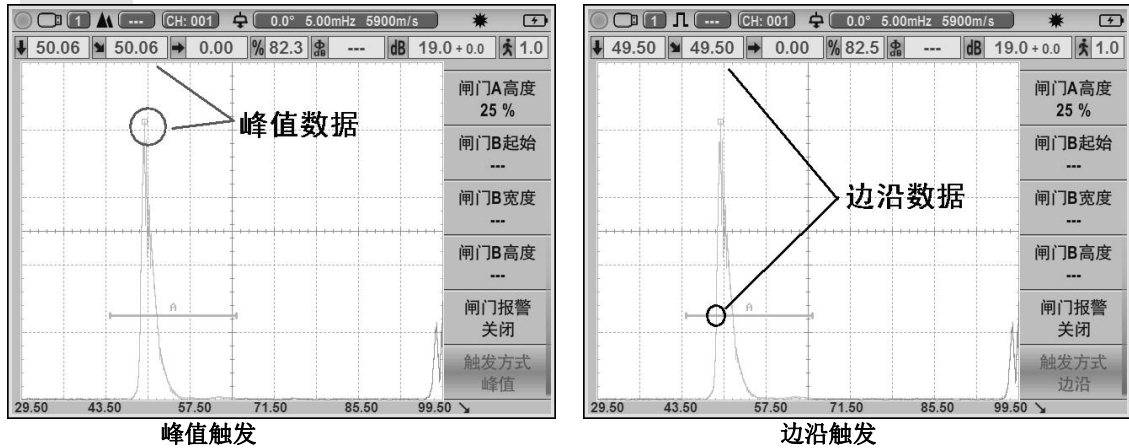 1 --- CH: 001 0.0° 5.00mHz 5900m/s
50.06 50.06 0.00 % 82.3 dB --- dB 19.0 + 0.0 1.0
峰值数据
A
闸门A高度
25 %
闸门B起始
---
闸门B宽度
---
闸门B高度
---
闸门报警
关闭
触发方式
峰值
29.50 43.50 57.50 71.50 85.50 99.50
峰值触发
1 --- CH: 001 0.0° 5.00mHz 5900m/s
49.50 49.50 0.00 % 82.5 dB --- dB 19.0 + 0.0 1.0
边沿数据
A
闸门A高度
25 %
闸门B起始
---
闸门B宽度
---
闸门B高度
---
闸门报警
关闭
触发方式
边沿
29.50 43.50 57.50 71.50 85.50 99.50
边沿触发